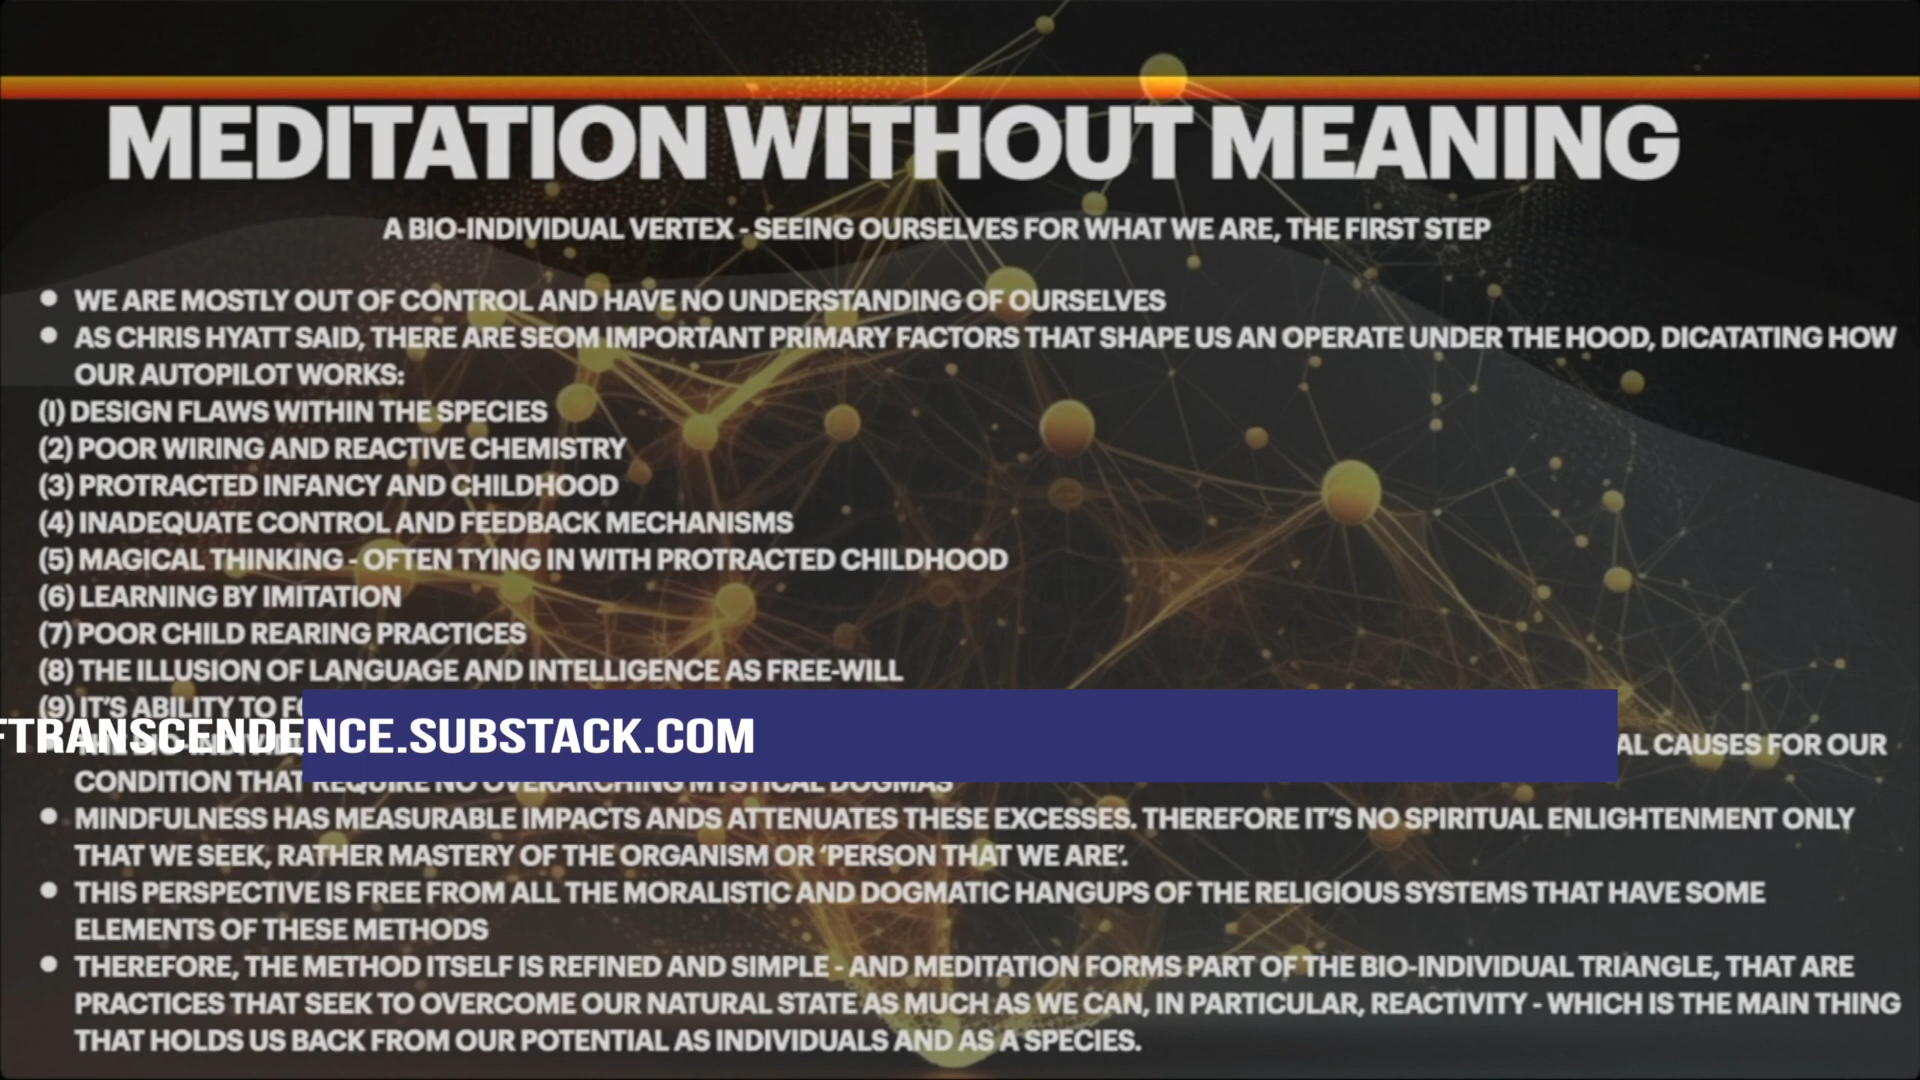 MEDITATION WITHOUT MEANING
A BIO-INDIVIDUAL VERTEX - SEEING OURSELVES FOR WHAT WE ARE, THE FIRST STEP
● WE ARE MOSTLY OUT OF CONTROL AND HAVE NO UNDERSTANDING OF OURSELVES
● AS CHRIS HYATT SAID, THERE ARE SEOM IMPORTANT PRIMARY FACTORS THAT SHAPE US AN OPERATE UNDER THE HOOD, DICATATING HOW
OUR AUTOPILOT WORKS:
(I) DESIGN FLAWS WITHIN THE SPECIES
(2) POOR WIRING AND REACTIVE CHEMISTRY
(3) PROTRACTED INFANCY AND CHILDHOOD
(4) INADEQUATE CONTROL AND FEEDBACK MECHANISMS
(5) MAGICAL THINKING - OFTEN TYING IN WITH PROTRACTED CHILDHOOD
(6) LEARNING BY IMITATION
(7) POOR CHILD REARING PRACTICES
(8) THE ILLUSION OF LANGUAGE AND INTELLIGENCE AS FREE-WILL
(9) IT'S ABILITY TO
FTRANSCENDENCE.SUBSTACK.COM
CAUSES FOR OUR
CONDITION THAT REQUIRE NO OVERARCHING MYSTICAL DOGMAS
● MINDFULNESS HAS MEASURABLE IMPACTS ANDS ATTENUATES THESE EXCESSES. THEREFORE IT'S NO SPIRITUAL ENLIGHTENMENT ONLY
THAT WE SEEK, RATHER MASTERY OF THE ORGANISM OR 'PERSON THAT WE ARE'.
● THIS PERSPECTIVE IS FREE FROM ALL THE MORALISTIC AND DOGMATIC HANGUPS OF THE RELIGIOUS SYSTEMS THAT HAVE SOME
ELEMENTS OF THESE METHODS
● THEREFORE, THE METHOD ITSELF IS REFINED AND SIMPLE - AND MEDITATION FORMS PART OF THE BIO-INDIVIDUAL TRIANGLE, THAT ARE
PRACTICES THAT SEEK TO OVERCOME OUR NATURAL STATE AS MUCH AS WE CAN, IN PARTICULAR, REACTIVITY - WHICH IS THE MAIN THING
THAT HOLDS US BACK FROM OUR POTENTIAL AS INDIVIDUALS AND AS A SPECIES.